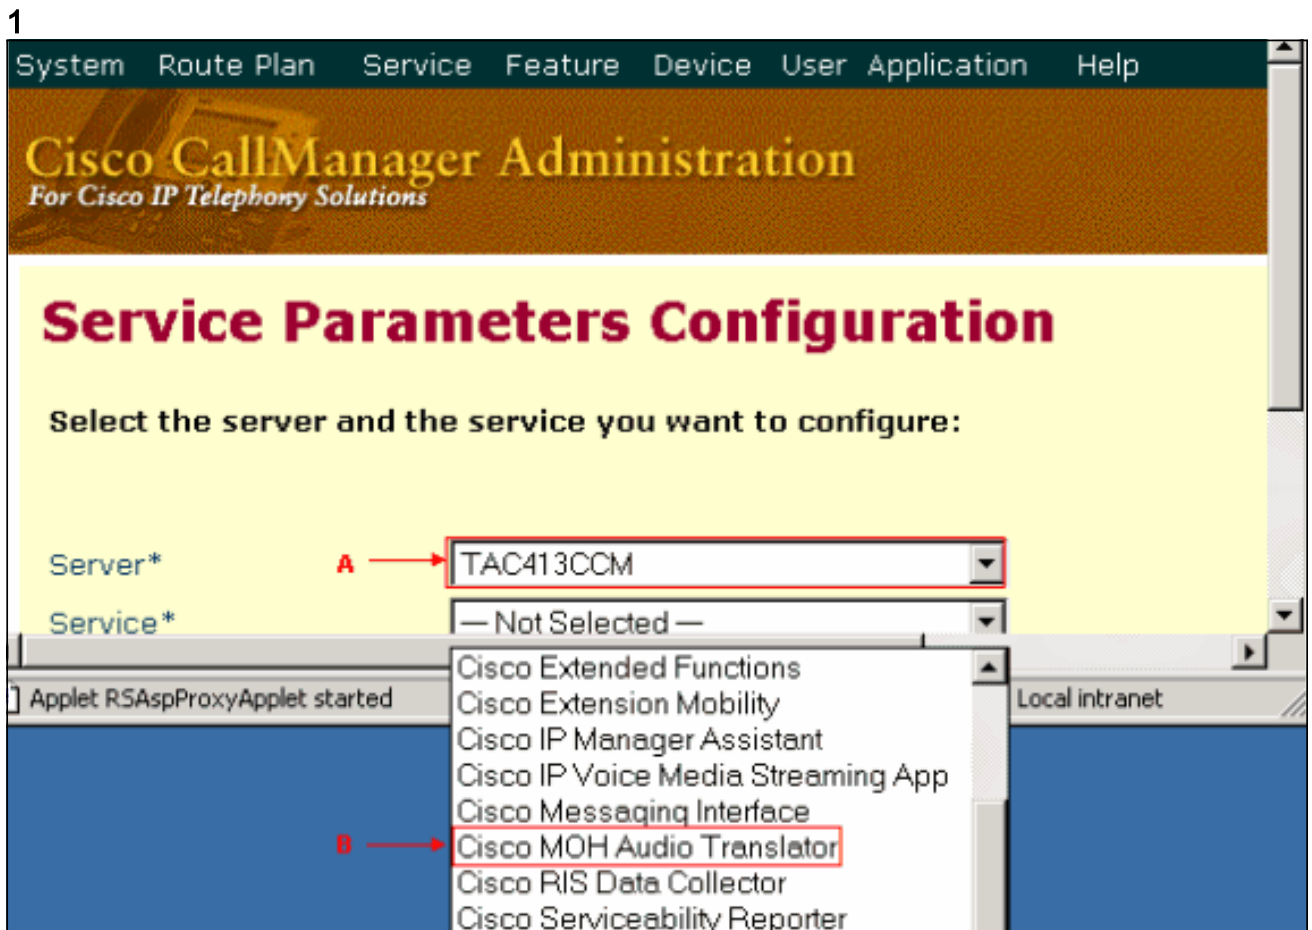 1
System Route Plan Service Feature Device User Application Help
Cisco CallManager Administration
For Cisco IP Telephony Solutions
Service Parameters Configuration
Select the server and the service you want to configure:
Server* A TAC413CCM
Service* — Not Selected —
Cisco Extended Functions
Applet RSAspProxyApplet started Local intranet
Cisco Extension Mobility
Cisco IP Manager Assistant
Cisco IP Voice Media Streaming App
Cisco Messaging Interface
B Cisco MOH Audio Translator
Cisco RIS Data Collector
Cisco Serviceability Reporter